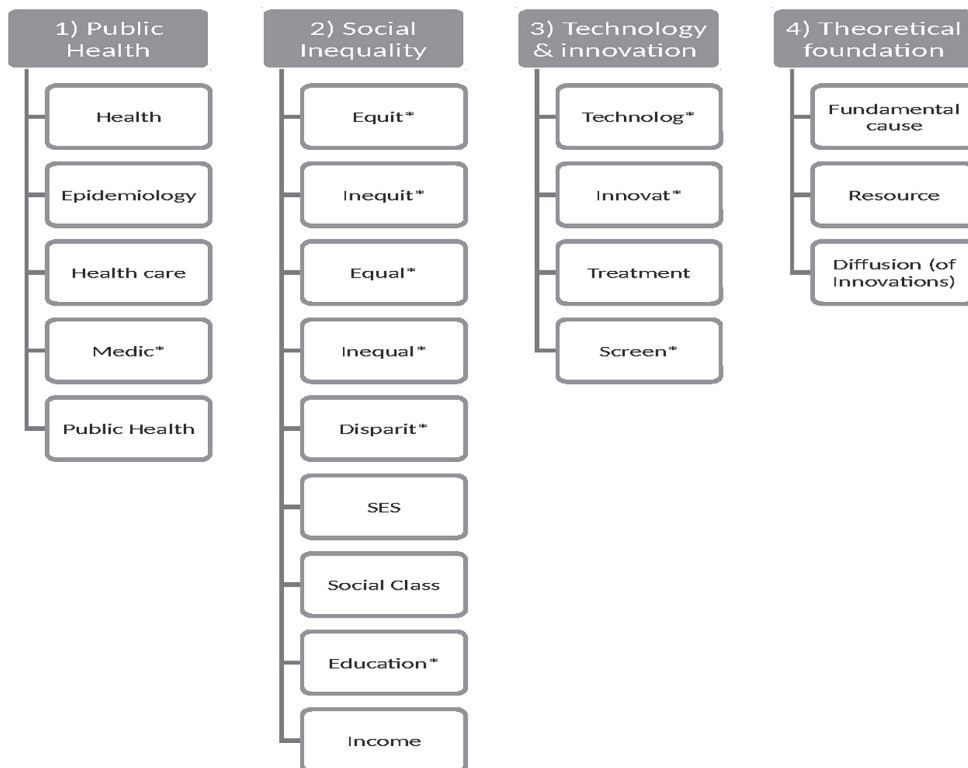 1) Public
Health
Health
Epidemiology
Health care
Medic*
Public Health
2) Social
Inequality
Equit*
Inequit*
Equal*
Inequal*
Disparit*
SES
Social Class
Education*
Income
3) Technology
& innovation
Technolog*
Innovat*
Treatment
Screen*
4) Theoretical
foundation
Fundamental
cause
Resource
Diffusion (of
Innovations)